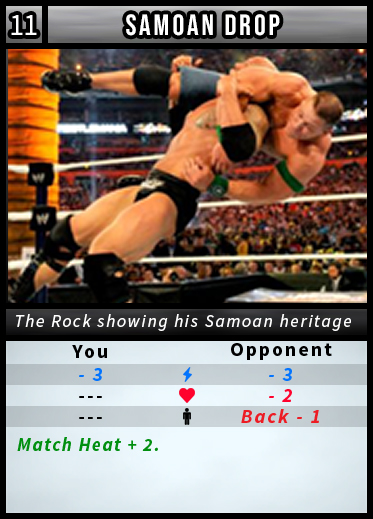 11 SAMOAN DROP
The Rock showing his Samoan heritage
You Opponent
- 3 - 3
--- - 2
--- Back - 1
Match Heat + 2.